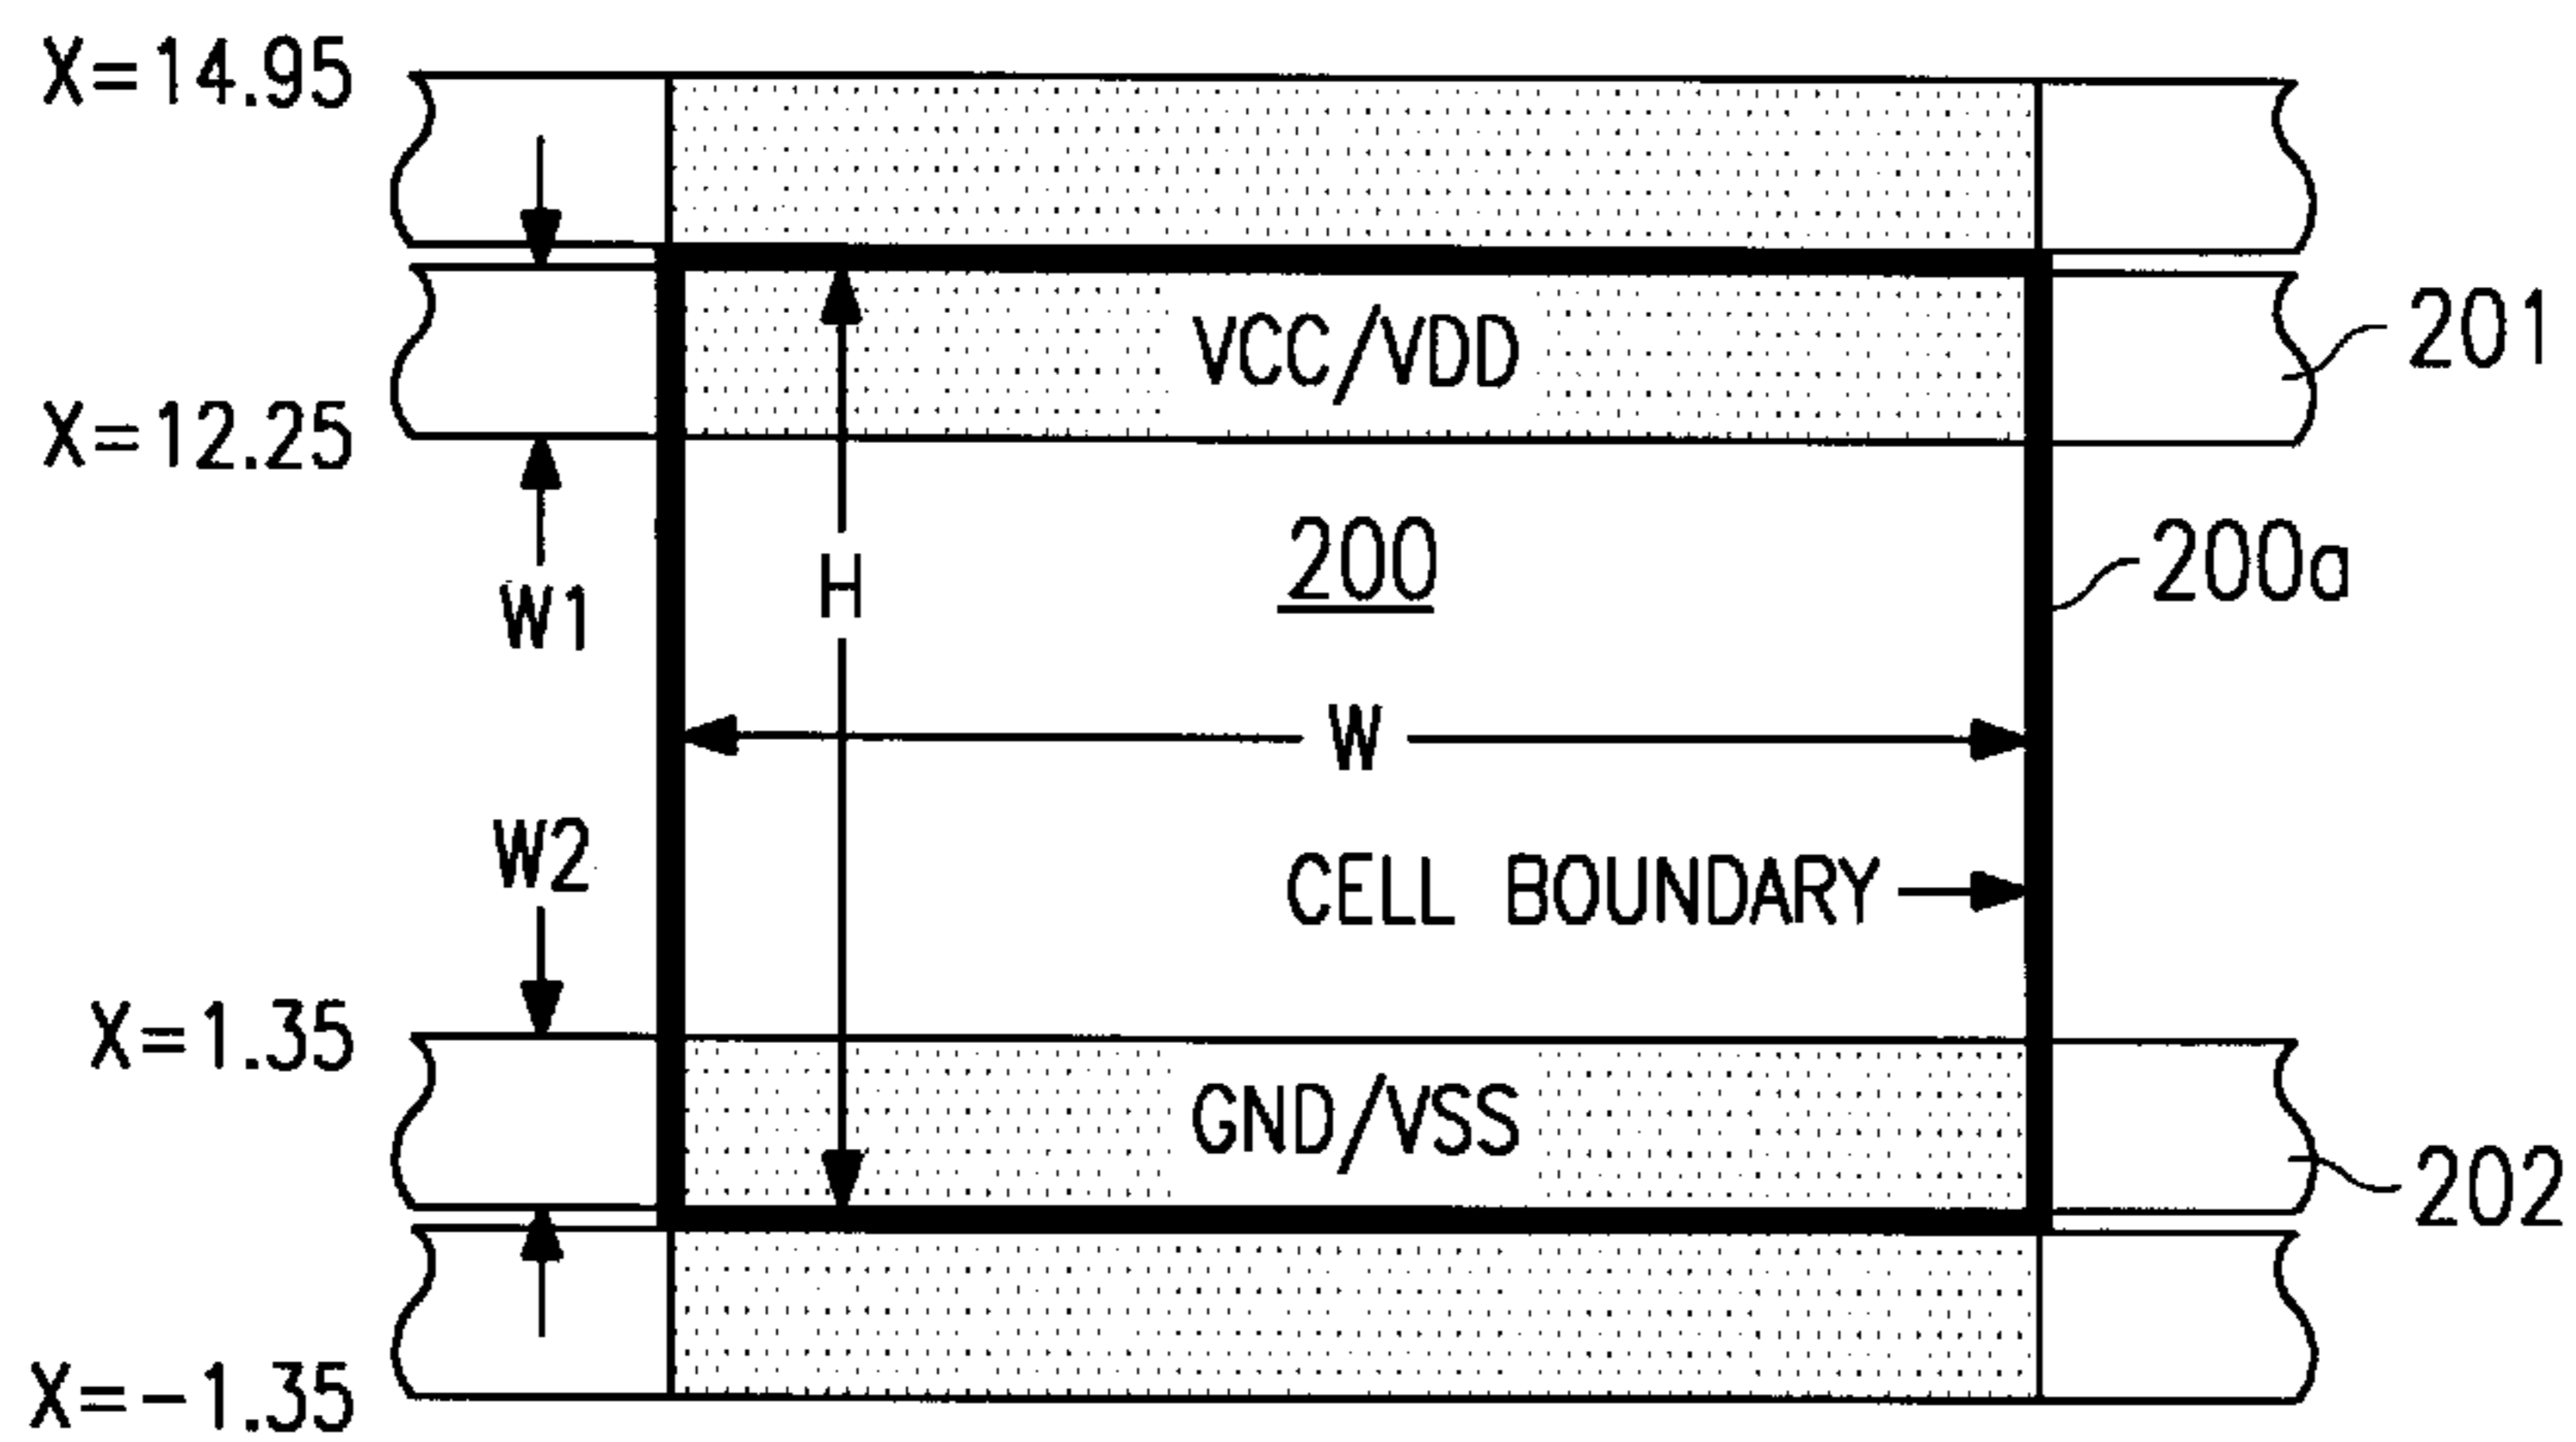 X=14.95
VCC/VDD
201
X=12.25
200
200a
H
W1
W
W2
CELL BOUNDARY
X=1.35
GND/VSS
202
X=-1.35